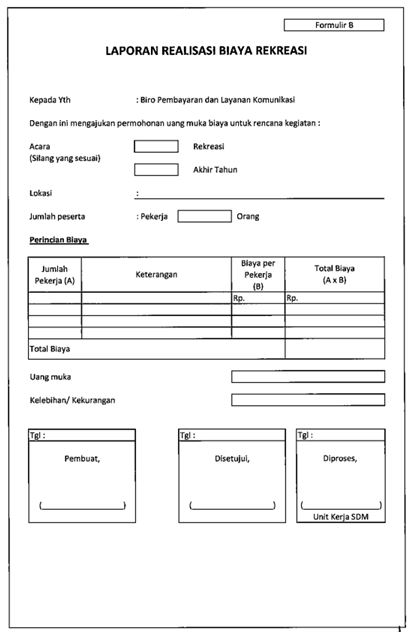 Formulir B
LAPORAN REALISASI BIAYA REKREASI
Kepada Yth : Biro Pembayaran dan Layanan Komunikasi
Dengan ini mengajukan permohonan uang muka biaya untuk rencana kegiatan :
Acara Rekreasi
(Silang yang sesuai)
Akhir Tahun
Lokasi :
Jumlah peserta : Pekerja Orang
Perincian Biaya
Jumlah Pekerja (A) Keterangan Biaya per Pekerja (B) Total Biaya (A x B)
Rp. Rp.
Total Biaya
Uang muka
Kelebihan/ Kekurangan
Tgl : Tgl : Tgl :
Pembuat, Disetujui, Diproses,
( ) ( ) ( )
Unit Kerja SDM